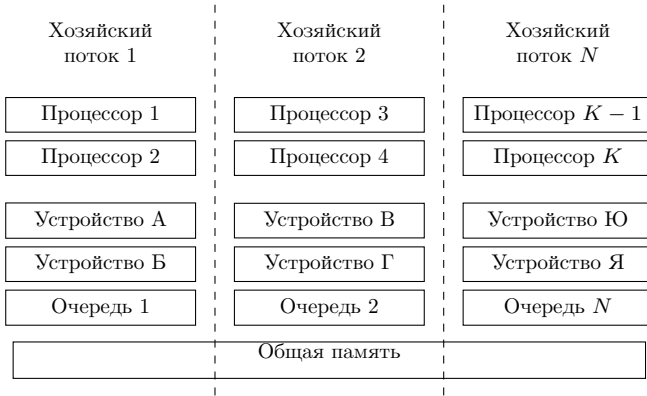 Хозяйский
поток 1
Хозяйский
поток 2
Хозяйский
поток N
Процессор 1
Процессор 3
Процессор K − 1
Процессор 2
Процессор 4
Процессор K
Устройство А
Устройство В
Устройство Ю
Устройство Б
Устройство Г
Устройство Я
Очередь 1
Очередь 2
Очередь N
Общая память